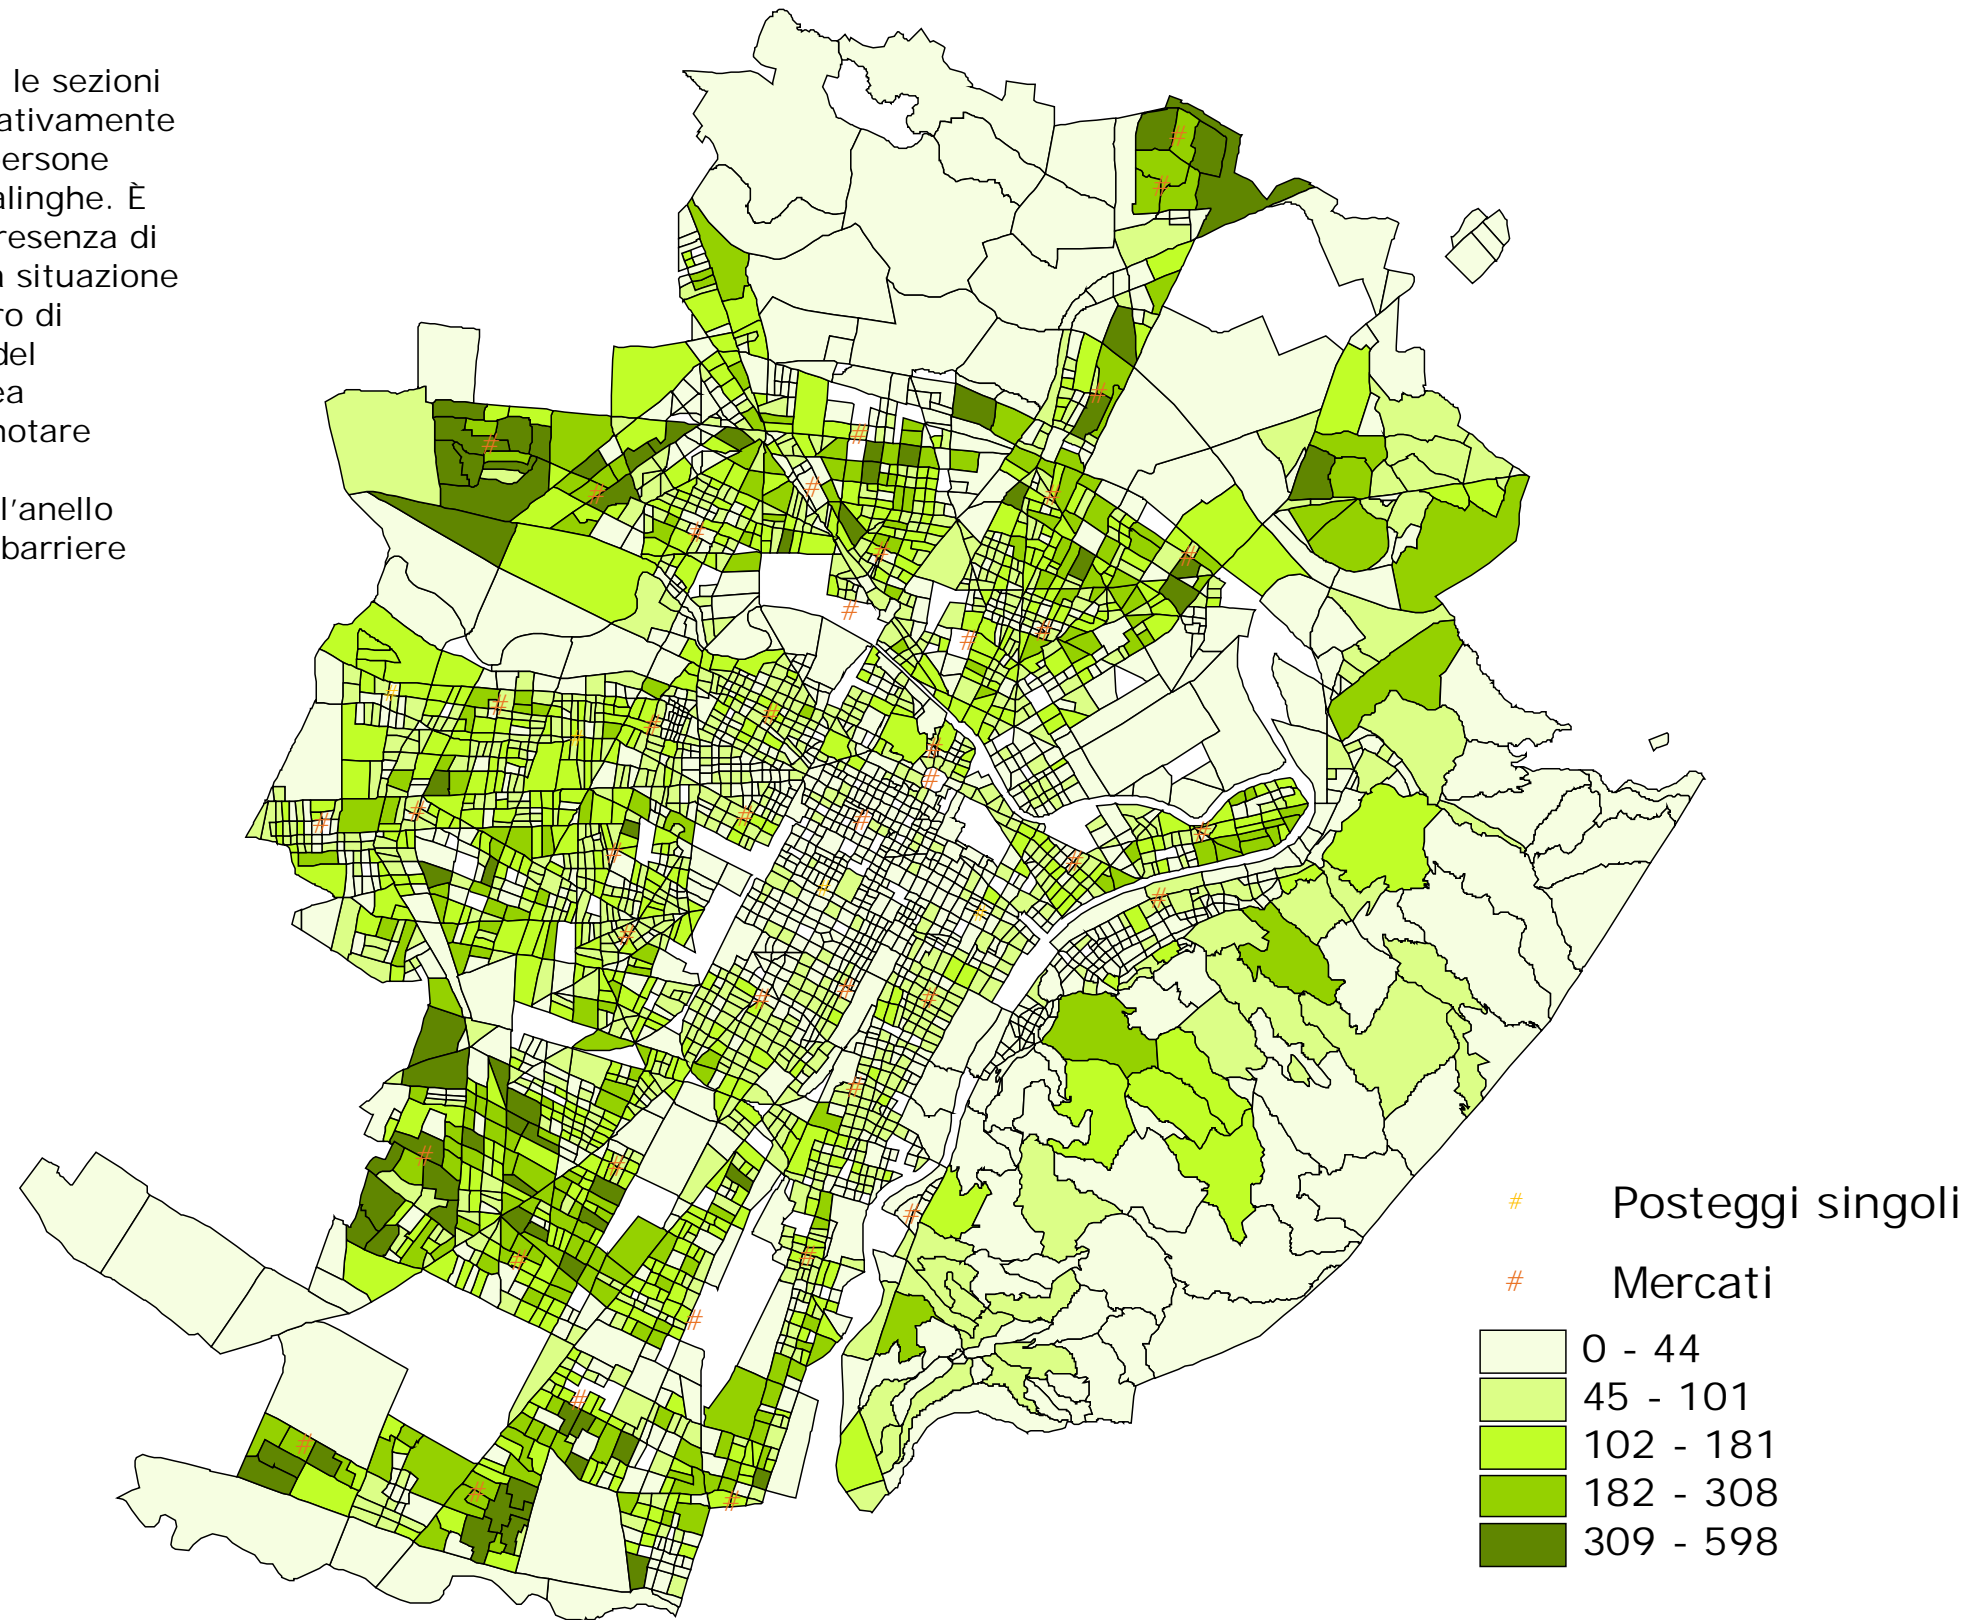 le sezioni
ativamente
ersone
alinghe. È
resenza di
a situazione
ro di
del
ea
notare
l'anello
barriere
# Posteggi singoli
# Mercati
0 - 44
45 - 101
102 - 181
182 - 308
309 - 598